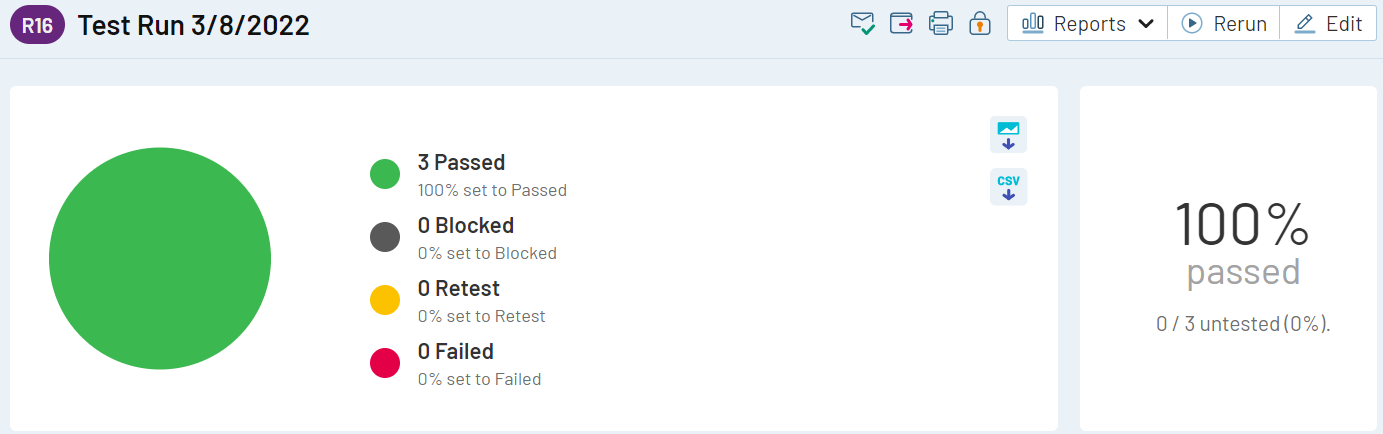 R16 Test Run 3/8/2022
Reports Rerun Edit
3 Passed
100% set to Passed
0 Blocked
0% set to Blocked
0 Retest
0% set to Retest
0 Failed
0% set to Failed
CSV
100%
passed
0 / 3 untested (0%).